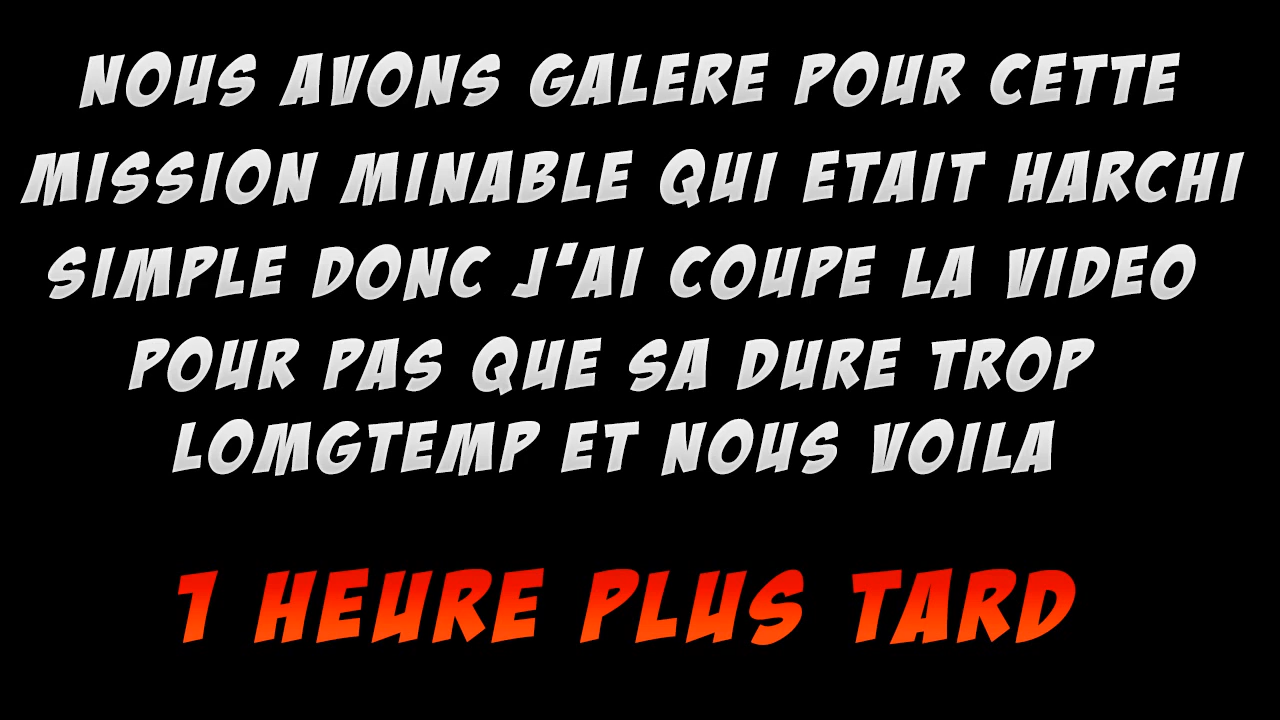 NOUS AVONS GALERE POUR CETTE
MISSION MINABLE QUI ETAIT HARCHI
SIMPLE DONC J'AI COUPE LA VIDEO
POUR PAS QUE SA DURE TROP
LOMGTEMP ET NOUS VOILA
1 HEURE PLUS TARD